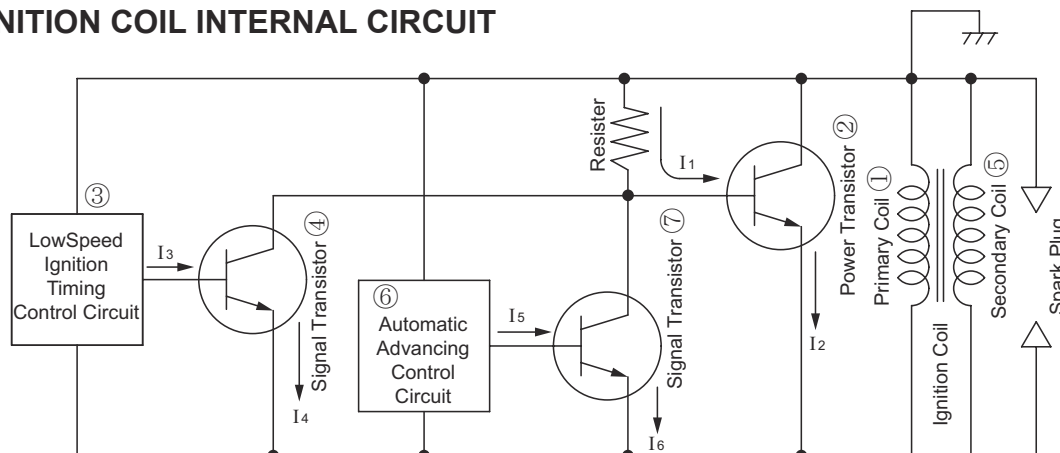 NITION COIL INTERNAL CIRCUIT
③
LowSpeed
Ignition
Timing
Control Circuit
I3
Signal Transistor ④
I4
⑥
Automatic
Advancing
Control
Circuit
I5
Signal Transistor ⑦
I6
Resister
I1
Power Transistor ②
I2
Primary Coil ①
Ignition Coil
Secondary Coil ⑤
Spark Plug